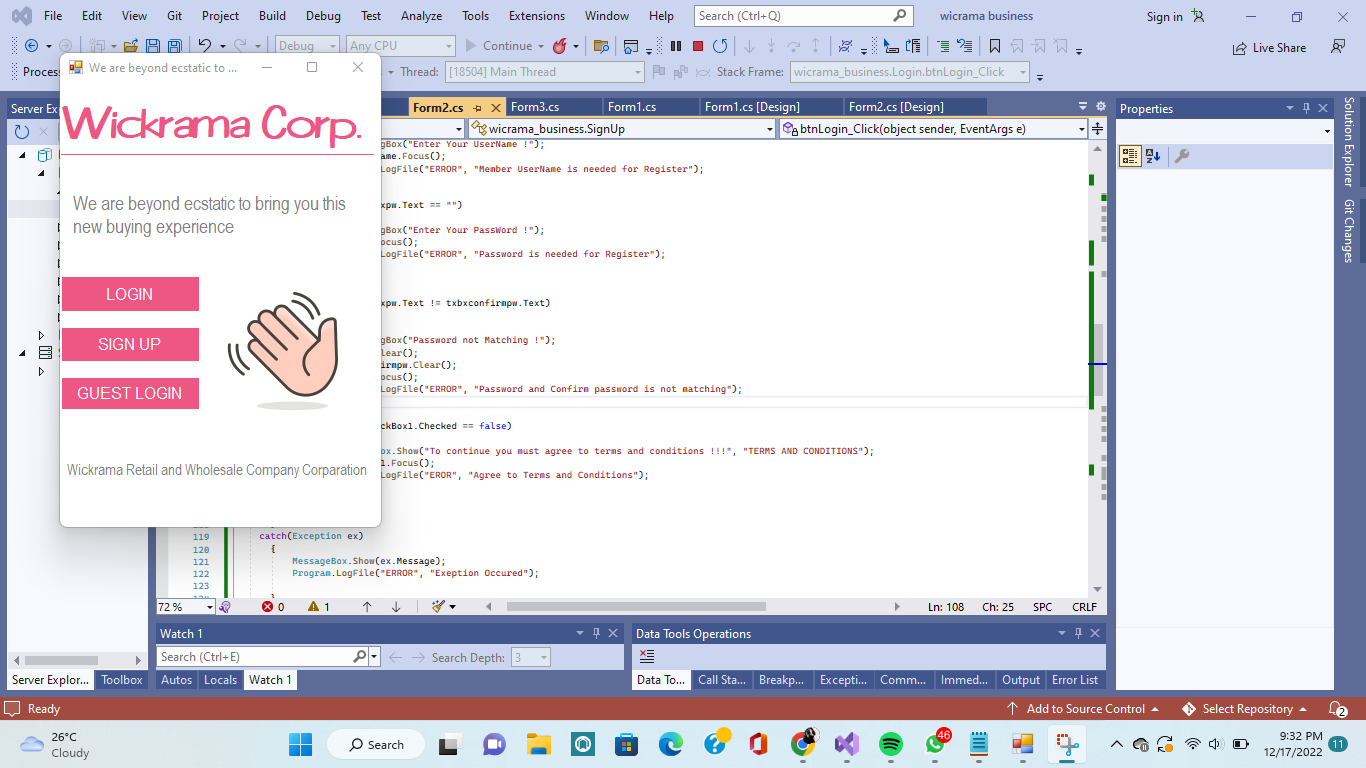 File Edit View Git Project Build Debug Test Analyze Tools Extensions Window Help Search (Ctrl+Q) wicrama business Sign in
Debug Any CPU Continue Live Share
Proces Thread: [18504] Main Thread Stack Frame: wicrama_business.Login.btnLogin_Click
We are beyond ecstatic to ...
Server Ex Form2.cs Form3.cs Form1.cs Form1.cs [Design] Form2.cs [Design] Properties
wicrama_business.SignUp btnLogin_Click(object sender, EventArgs e)
Wickrama Corp.
We are beyond ecstatic to bring you this
new buying experience
LOGIN
SIGN UP
GUEST LOGIN
Wickrama Retail and Wholesale Company Corparation
gBox("Enter Your UserName !");
ame.Focus();
LogFile("ERROR", "Member UserName is needed for Register");
xpw.Text == "")
gBox("Enter Your PassWord !");
ocus();
LogFile("ERROR", "Password is needed for Register");
xpw.Text != txbxconfirmpw.Text)
gBox("Password not Matching !");
lear();
firmpw.Clear();
ocus();
LogFile("ERROR", "Password and Confirm password is not matching");
ckBox1.Checked == false)
ox.Show("To continue you must agree to terms and conditions !!!", "TERMS AND CONDITIONS");
1.Focus();
LogFile("EROR", "Agree to Terms and Conditions");
119 catch(Exception ex)
120 {
121 MessageBox.Show(ex.Message);
122 Program.LogFile("ERROR", "Exeption Occured");
123
Solution Explorer
Git Changes
72 % 0 1 Ln: 108 Ch: 25 SPC CRLF
Watch 1 Data Tools Operations
Search (Ctrl+E) Search Depth: 3
Server Explor... Toolbox Autos Locals Watch 1 Data To... Call Sta... Breakp... Excepti... Comm... Immed... Output Error List
Ready Add to Source Control Select Repository 2
26°C
Cloudy
Search
46
9:32 PM
12/17/2022
11